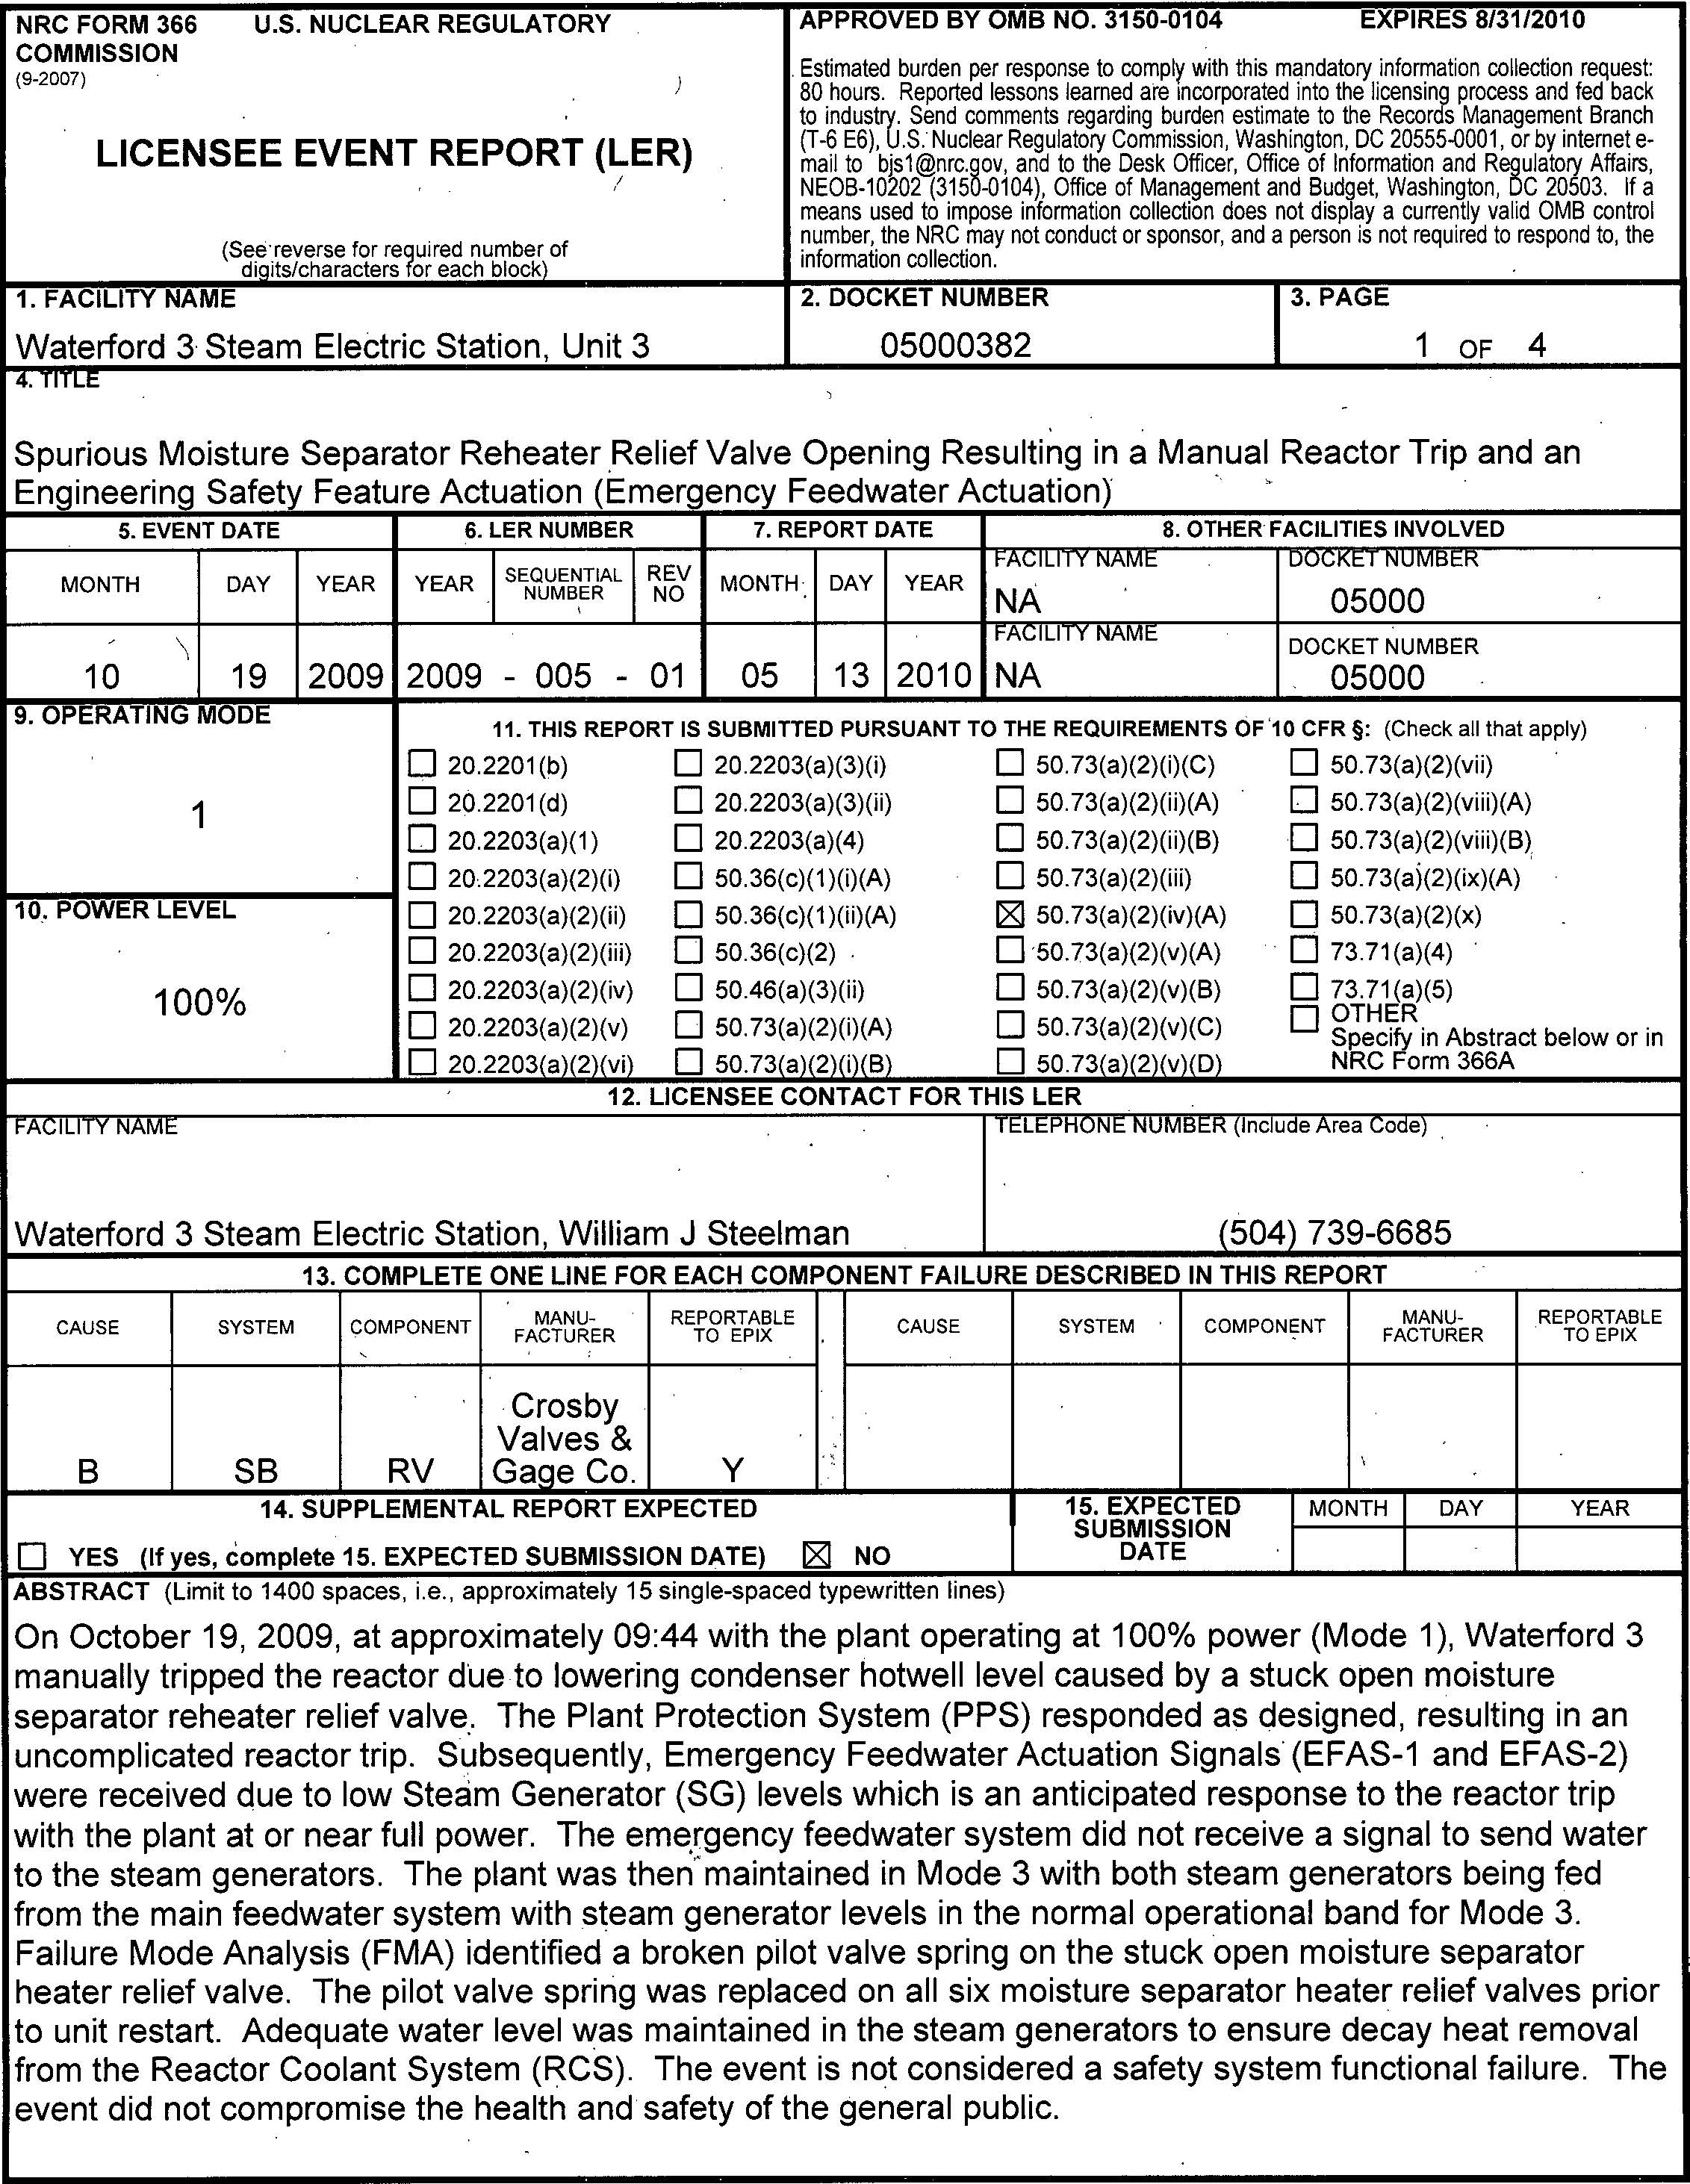 NRC FORM 366 U.S. NUCLEAR REGULATORY
COMMISSION
(9-2007)
LICENSEE EVENT REPORT (LER)
(See reverse for required number of
digits/characters for each block)
APPROVED BY OMB NO. 3150-0104 EXPIRES 8/31/2010
Estimated burden per response to comply with this mandatory information collection request:
80 hours. Reported lessons learned are incorporated into the licensing process and fed back
to industry. Send comments regarding burden estimate to the Records Management Branch
(T-6 E6), U.S. Nuclear Regulatory Commission, Washington, DC 20555-0001, or by internet e-
mail to bjs1@nrc.gov, and to the Desk Officer, Office of Information and Regulatory Affairs,
NEOB-10202 (3150-0104), Office of Management and Budget, Washington, DC 20503. If a
means used to impose information collection does not display a currently valid OMB control
number, the NRC may not conduct or sponsor, and a person is not required to respond to, the
information collection.
1. FACILITY NAME 2. DOCKET NUMBER 3. PAGE
Waterford 3 Steam Electric Station, Unit 3 05000382 1 OF 4
4. TITLE
Spurious Moisture Separator Reheater Relief Valve Opening Resulting in a Manual Reactor Trip and an
Engineering Safety Feature Actuation (Emergency Feedwater Actuation)
5. EVENT DATE 6. LER NUMBER 7. REPORT DATE 8. OTHER FACILITIES INVOLVED
MONTH DAY YEAR YEAR SEQUENTIAL NUMBER REV NO MONTH DAY YEAR FACILITY NAME DOCKET NUMBER
NA 05000
FACILITY NAME DOCKET NUMBER
10 19 2009 2009 - 005 - 01 05 13 2010 NA 05000
9. OPERATING MODE
1
10. POWER LEVEL
100%
11. THIS REPORT IS SUBMITTED PURSUANT TO THE REQUIREMENTS OF 10 CFR §: (Check all that apply)
☐ 20.2201(b) ☐ 20.2203(a)(3)(i) ☐ 50.73(a)(2)(i)(C) ☐ 50.73(a)(2)(vii)
☐ 20.2201(d) ☐ 20.2203(a)(3)(ii) ☐ 50.73(a)(2)(ii)(A) ☐ 50.73(a)(2)(viii)(A)
☐ 20.2203(a)(1) ☐ 20.2203(a)(4) ☐ 50.73(a)(2)(ii)(B) ☐ 50.73(a)(2)(viii)(B)
☐ 20.2203(a)(2)(i) ☐ 50.36(c)(1)(i)(A) ☐ 50.73(a)(2)(iii) ☐ 50.73(a)(2)(ix)(A)
☐ 20.2203(a)(2)(ii) ☐ 50.36(c)(1)(ii)(A) ☒ 50.73(a)(2)(iv)(A) ☐ 50.73(a)(2)(x)
☐ 20.2203(a)(2)(iii) ☐ 50.36(c)(2) ☐ 50.73(a)(2)(v)(A) ☐ 73.71(a)(4)
☐ 20.2203(a)(2)(iv) ☐ 50.46(a)(3)(ii) ☐ 50.73(a)(2)(v)(B) ☐ 73.71(a)(5)
☐ 20.2203(a)(2)(v) ☐ 50.73(a)(2)(i)(A) ☐ 50.73(a)(2)(v)(C) ☐ OTHER
☐ 20.2203(a)(2)(vi) ☐ 50.73(a)(2)(i)(B) ☐ 50.73(a)(2)(v)(D) Specify in Abstract below or in
NRC Form 366A
12. LICENSEE CONTACT FOR THIS LER
FACILITY NAME TELEPHONE NUMBER (Include Area Code)
Waterford 3 Steam Electric Station, William J Steelman (504) 739-6685
13. COMPLETE ONE LINE FOR EACH COMPONENT FAILURE DESCRIBED IN THIS REPORT
CAUSE SYSTEM COMPONENT MANU-FACTURER REPORTABLE TO EPIX CAUSE SYSTEM COMPONENT MANU-FACTURER REPORTABLE TO EPIX
B SB RV Crosby Valves & Gage Co. Y
14. SUPPLEMENTAL REPORT EXPECTED 15. EXPECTED SUBMISSION DATE MONTH DAY YEAR
☐ YES (If yes, complete 15. EXPECTED SUBMISSION DATE) ☒ NO
ABSTRACT (Limit to 1400 spaces, i.e., approximately 15 single-spaced typewritten lines)
On October 19, 2009, at approximately 09:44 with the plant operating at 100% power (Mode 1), Waterford 3
manually tripped the reactor due to lowering condenser hotwell level caused by a stuck open moisture
separator reheater relief valve. The Plant Protection System (PPS) responded as designed, resulting in an
uncomplicated reactor trip. Subsequently, Emergency Feedwater Actuation Signals (EFAS-1 and EFAS-2)
were received due to low Steam Generator (SG) levels which is an anticipated response to the reactor trip
with the plant at or near full power. The emergency feedwater system did not receive a signal to send water
to the steam generators. The plant was then maintained in Mode 3 with both steam generators being fed
from the main feedwater system with steam generator levels in the normal operational band for Mode 3.
Failure Mode Analysis (FMA) identified a broken pilot valve spring on the stuck open moisture separator
heater relief valve. The pilot valve spring was replaced on all six moisture separator heater relief valves prior
to unit restart. Adequate water level was maintained in the steam generators to ensure decay heat removal
from the Reactor Coolant System (RCS). The event is not considered a safety system functional failure. The
event did not compromise the health and safety of the general public.